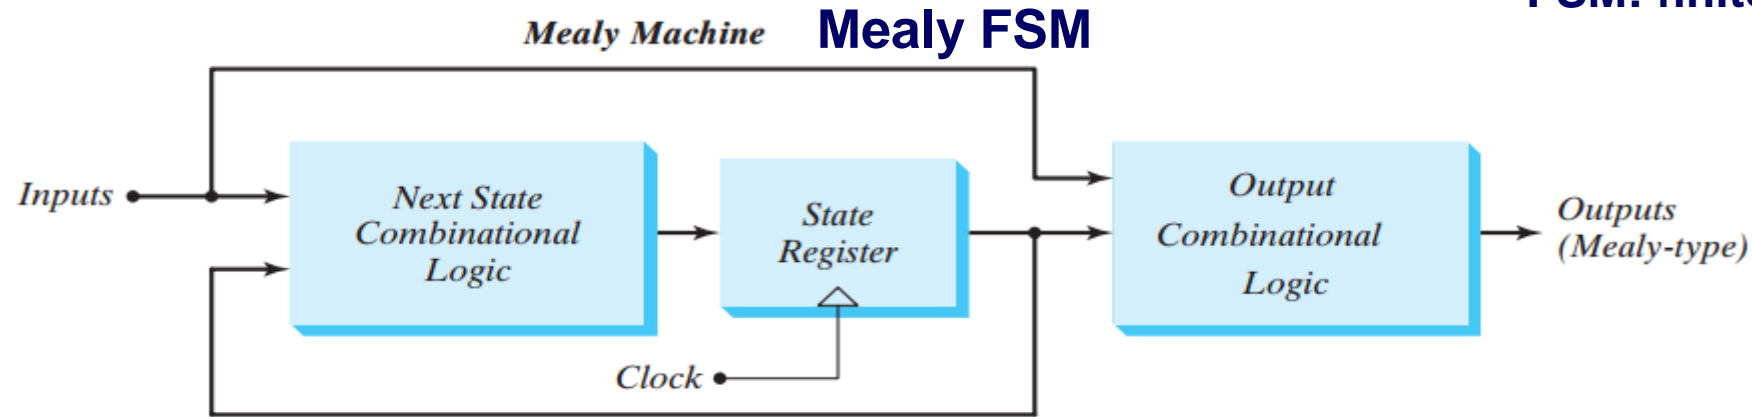 Mealy Machine Mealy FSM
Inputs
Next State
Combinational
Logic
State
Register
Clock
Output
Combinational
Logic
Outputs
(Mealy-type)